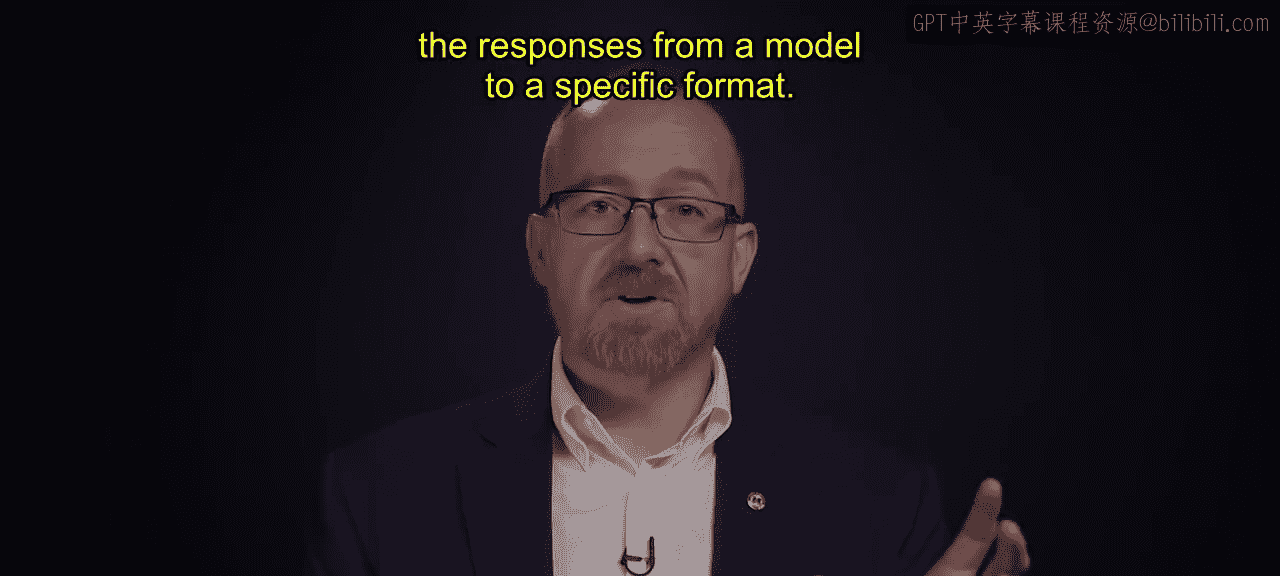 GPT中英字幕课程资源@bilibili.com
the responses from a model
to a specific format.